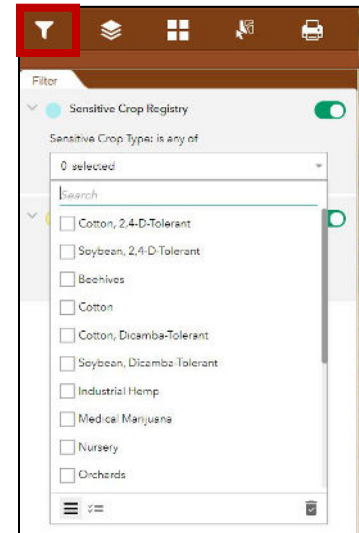 Filter
Sensitive Crop Registry
Sensitive Crop Type: is any of
0 selected
Search
Cotton, 2,4-D-Tolerant
Soybean, 2,4-D-Tolerant
Beehives
Cotton
Cotton, Dicamba-Tolerant
Soybean, Dicamba-Tolerant
Industrial Hemp
Medical Marijuana
Nursery
Orchards